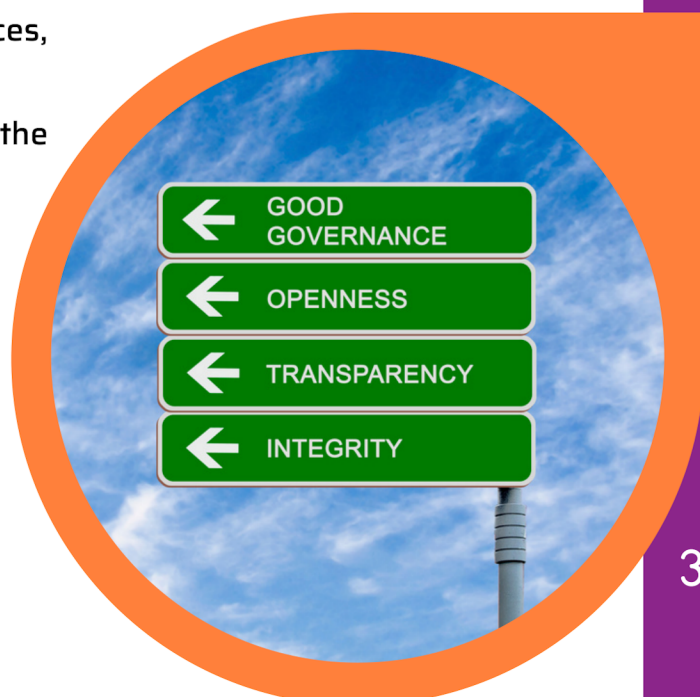 ces,
the
GOOD
GOVERNANCE
OPENNESS
TRANSPARENCY
INTEGRITY
3